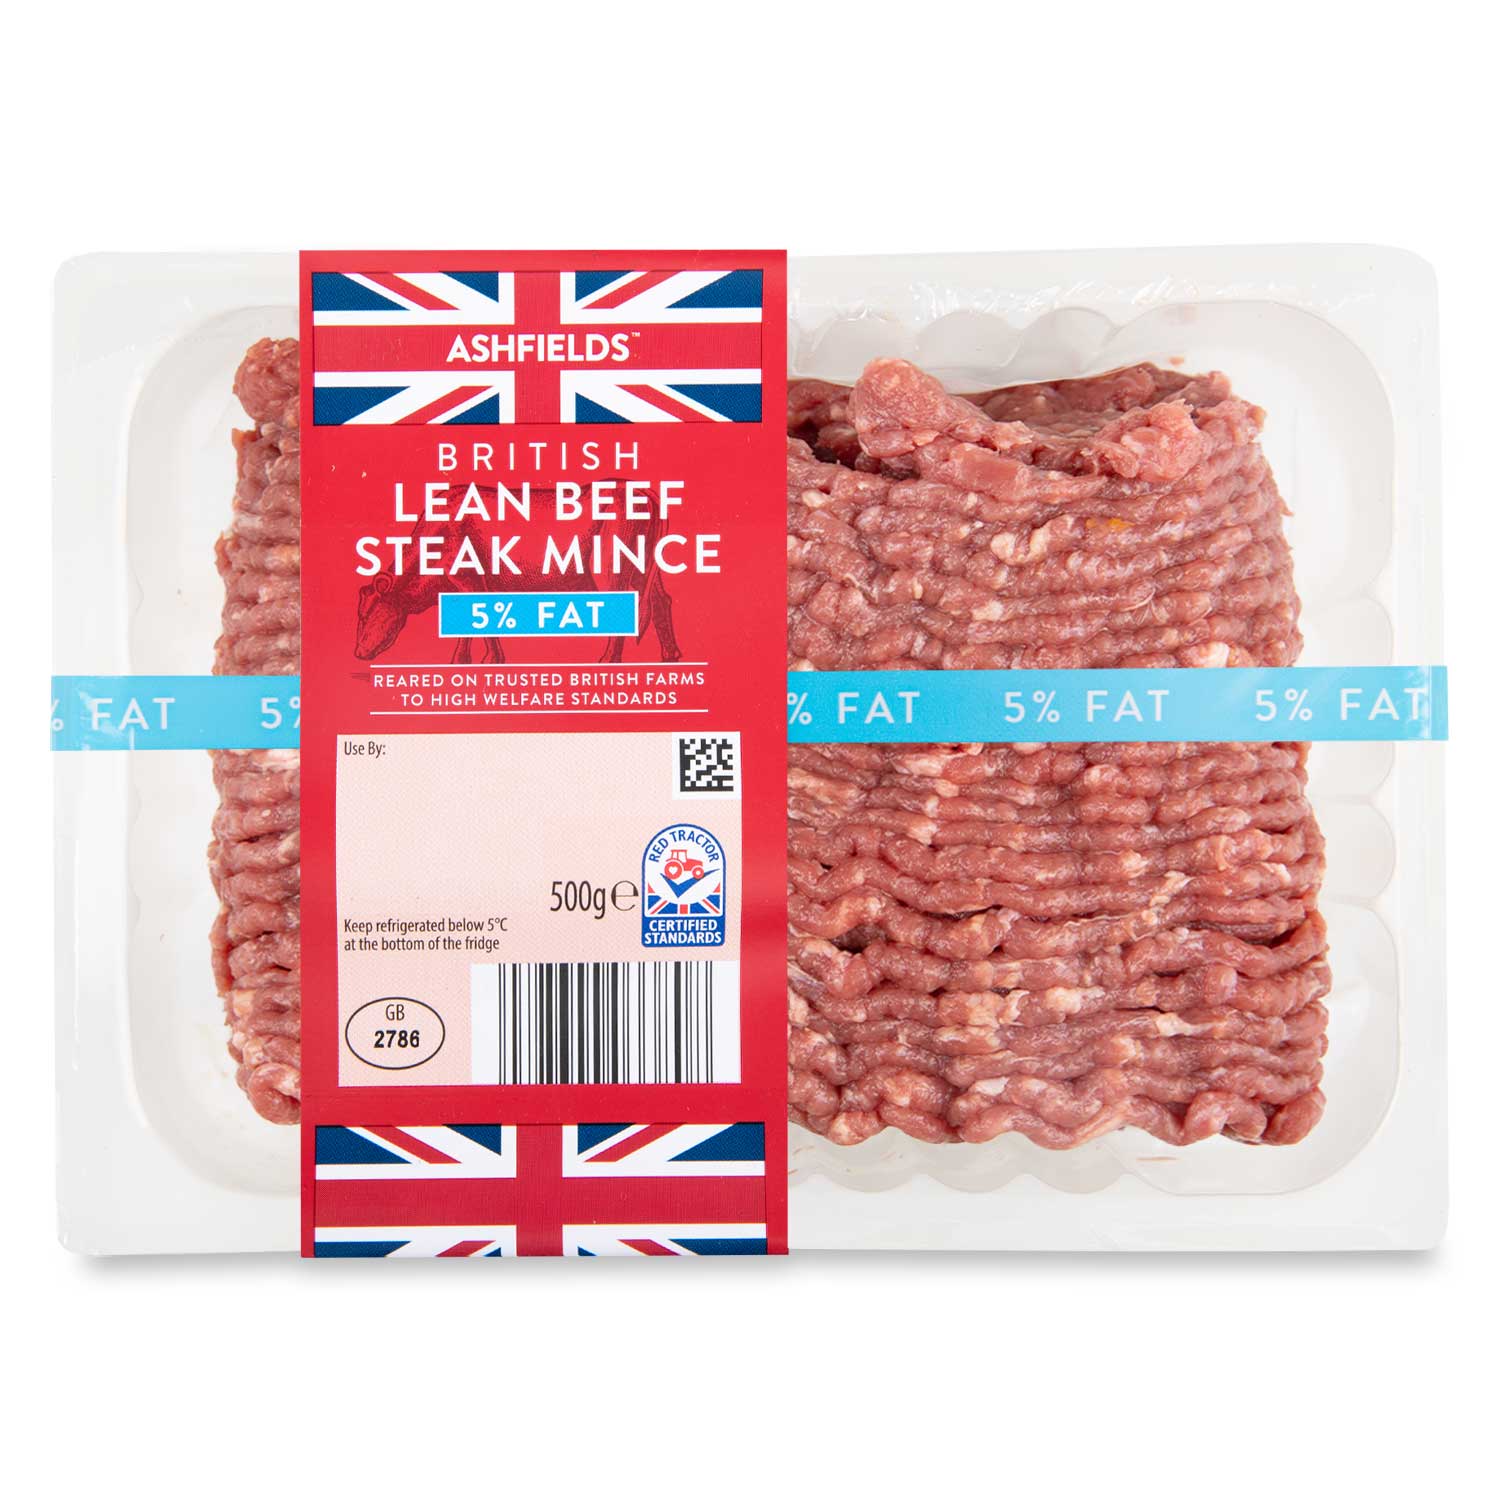 ASHFIELDS™
BRITISH
LEAN BEEF
STEAK MINCE
5% FAT
REARED ON TRUSTED BRITISH FARMS
TO HIGH WELFARE STANDARDS
% FAT 5% % FAT 5% FAT 5% FAT
Use By:
RED TRACTOR
500g ℮
CERTIFIED
STANDARDS
Keep refrigerated below 5°C
at the bottom of the fridge
GB
2786